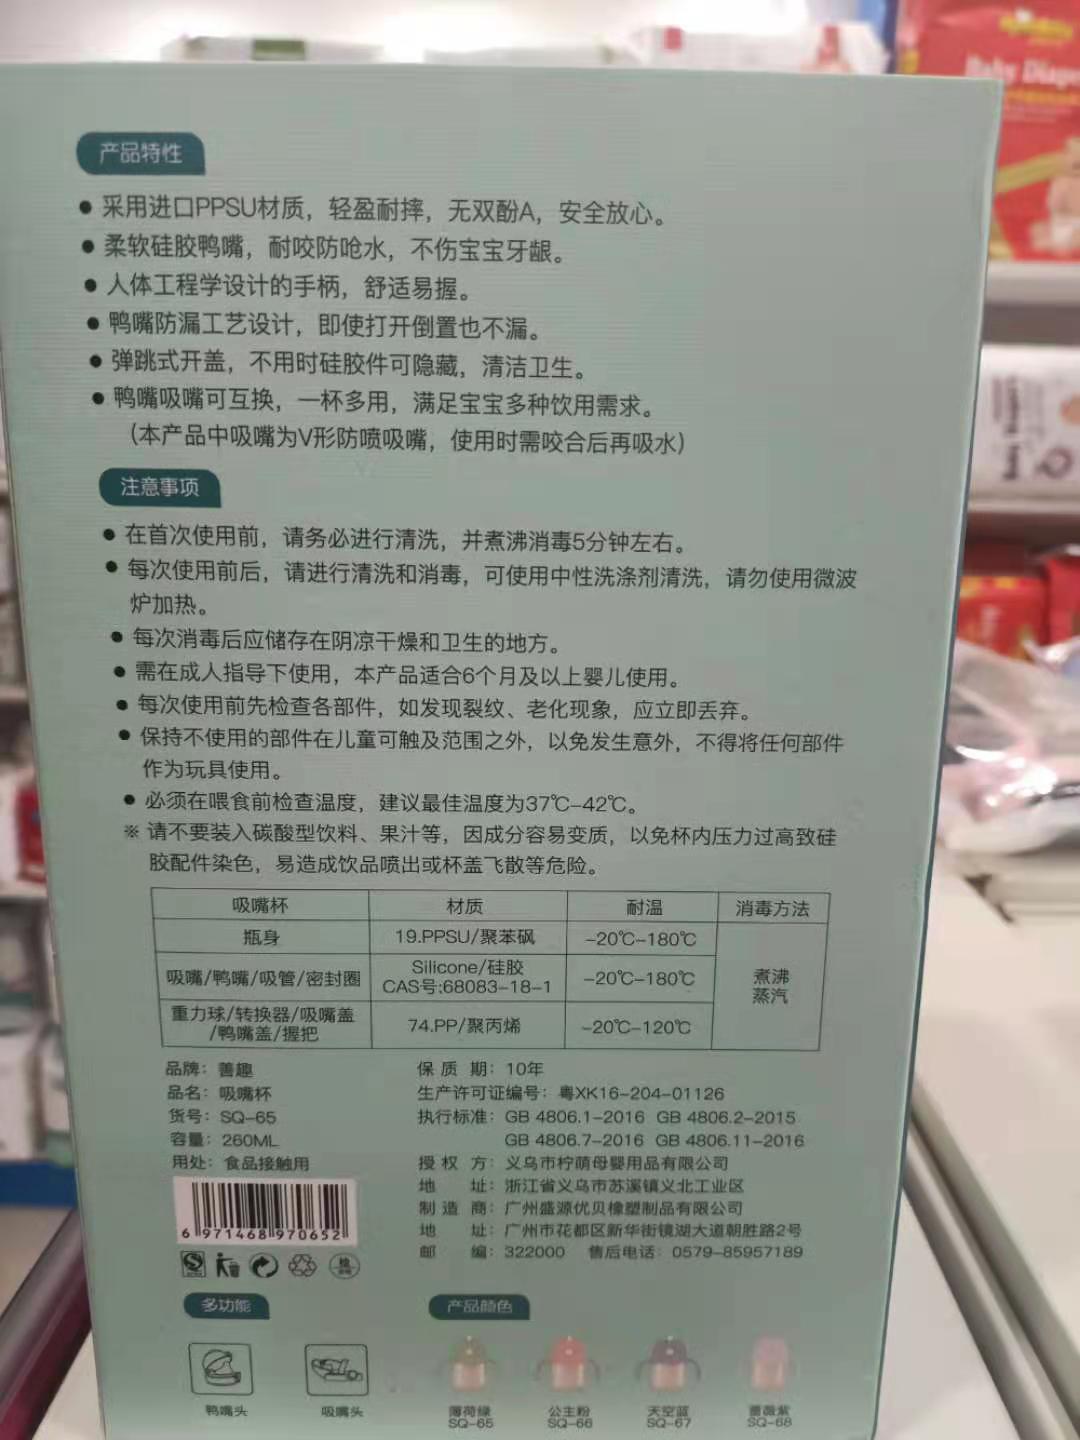 Baby Diape
产品特性
● 采用进口PPSU材质，轻盈耐摔，无双酚A，安全放心。
● 柔软硅胶鸭嘴，耐咬防呛水，不伤宝宝牙龈。
● 人体工程学设计的手柄，舒适易握。
● 鸭嘴防漏工艺设计，即使打开倒置也不漏。
● 弹跳式开盖，不用时硅胶件可隐藏，清洁卫生。
● 鸭嘴吸嘴可互换，一杯多用，满足宝宝多种饮用需求。
（本产品中吸嘴为V形防喷吸嘴，使用时需咬合后再吸水）
注意事项
● 在首次使用前，请务必进行清洗，并煮沸消毒5分钟左右。
● 每次使用前后，请进行清洗和消毒，可使用中性洗涤剂清洗，请勿使用微波
炉加热。
● 每次消毒后应储存在阴凉干燥和卫生的地方。
● 需在成人指导下使用，本产品适合6个月及以上婴儿使用。
● 每次使用前先检查各部件，如发现裂纹、老化现象，应立即丢弃。
● 保持不使用的部件在儿童可触及范围之外，以免发生意外，不得将任何部件
作为玩具使用。
● 必须在喂食前检查温度，建议最佳温度为37℃-42℃。
※ 请不要装入碳酸型饮料、果汁等，因成分容易变质，以免杯内压力过高致硅
胶配件染色，易造成饮品喷出或杯盖飞散等危险。
吸嘴杯 材质 耐温 消毒方法
瓶身 19.PPSU/聚苯砜 -20℃-180℃
吸嘴/鸭嘴/吸管/密封圈 Silicone/硅胶 CAS号:68083-18-1 -20℃-180℃ 煮沸 蒸汽
重力球/转换器/吸嘴盖 /鸭嘴盖/握把 74.PP/聚丙烯 -20℃-120℃
品牌：善趣
品名：吸嘴杯
货号：SQ-65
容量：260ML
用处：食品接触用
保质期：10年
生产许可证编号：粤XK16-204-01126
执行标准：GB 4806.1-2016 GB 4806.2-2015
GB 4806.7-2016 GB 4806.11-2016
授权方：义乌市柠萌母婴用品有限公司
地址：浙江省义乌市苏溪镇义北工业区
制造商：广州盛源优贝橡塑制品有限公司
地址：广州市花都区新华街镜湖大道朝胜路2号
邮编：322000 售后电话：0579-85957189
6 971468 970652
多功能
鸭嘴头 吸嘴头
产品颜色
薄荷绿 公主粉 天空蓝 蔷薇紫
SQ-65 SQ-66 SQ-67 SQ-68